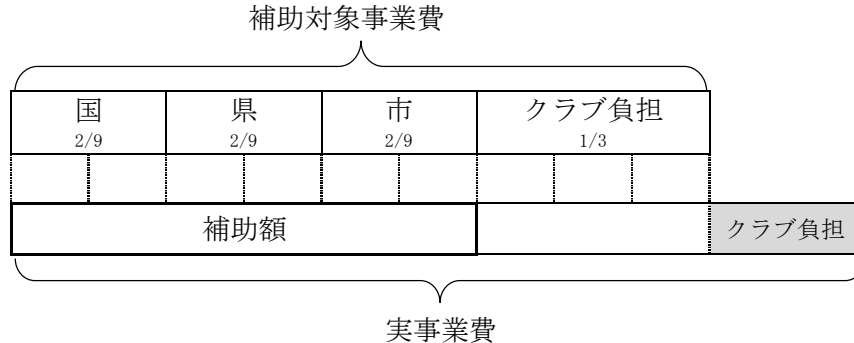 補助対象事業費
国 県 市 クラブ負担
2/9 2/9 2/9 1/3
補助額 クラブ負担
実事業費